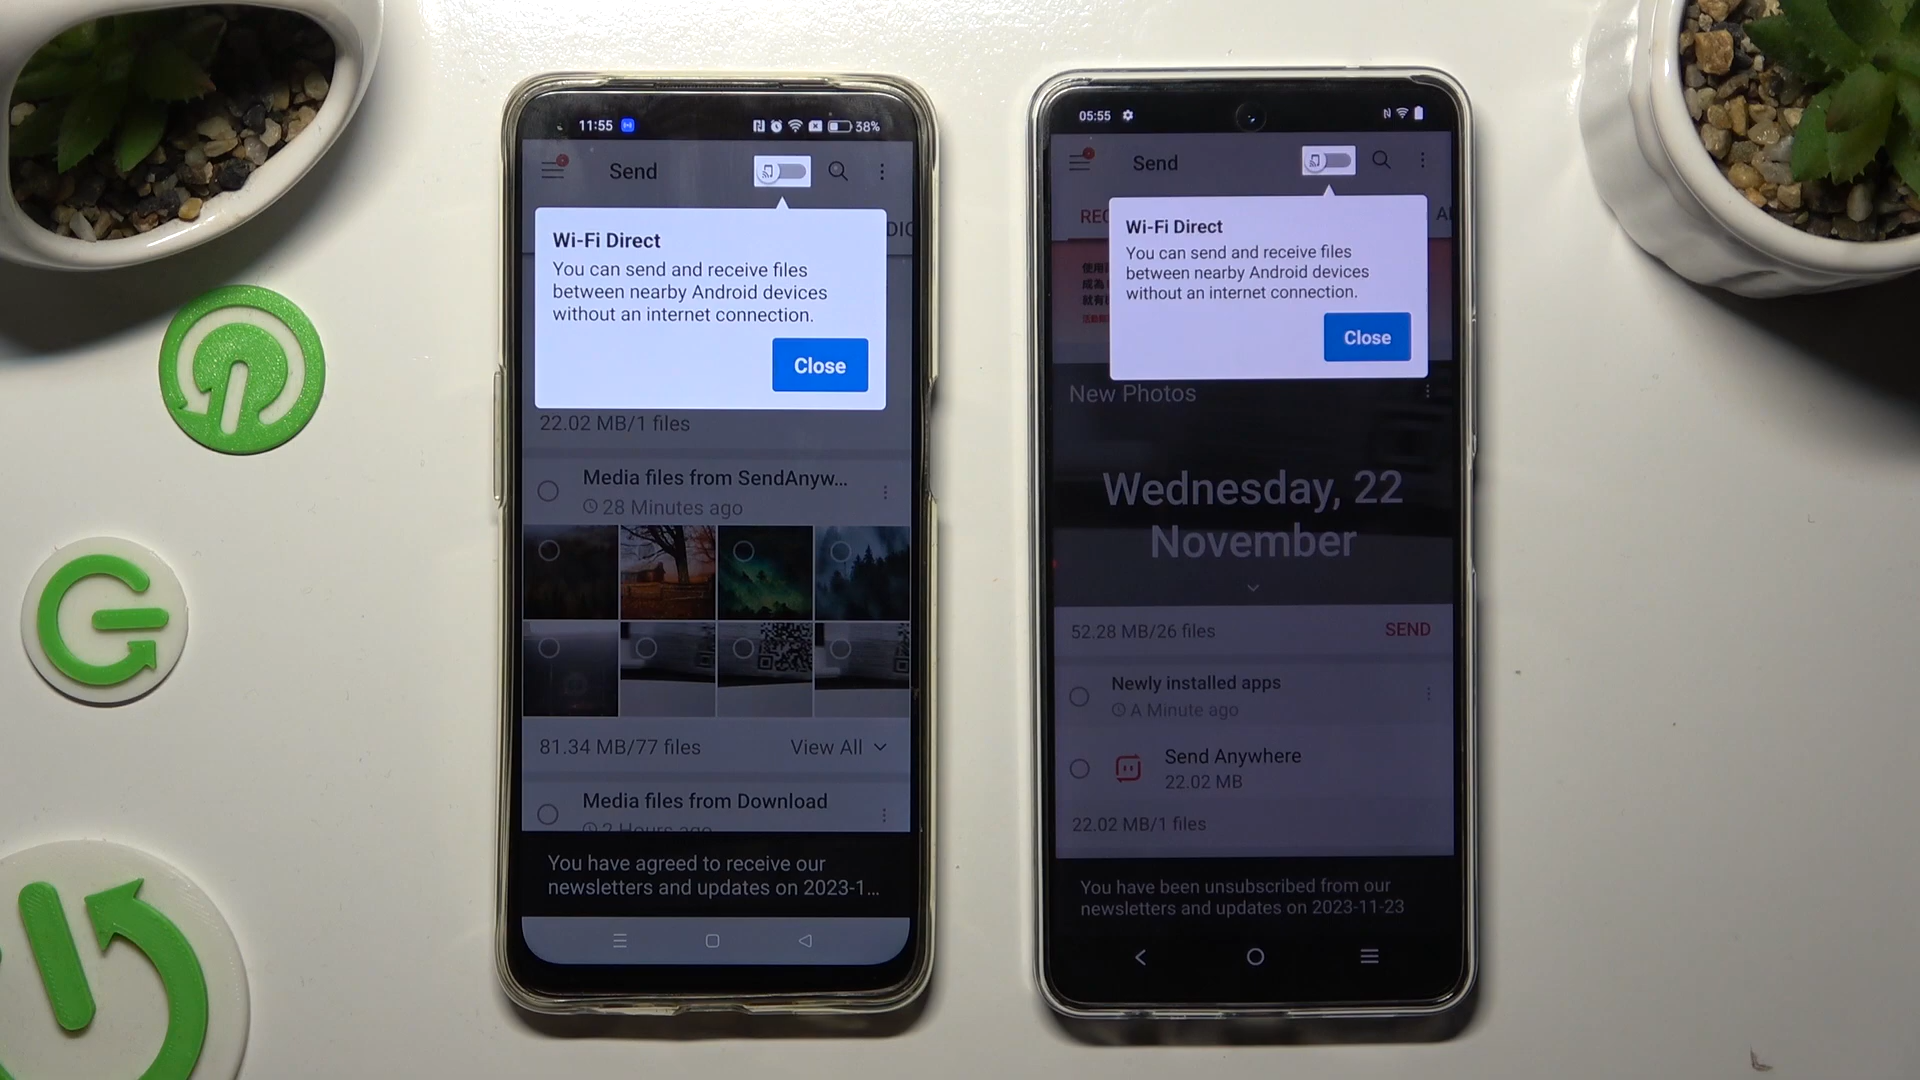 11:55
38%
Send
DIO
Wi-Fi Direct
You can send and receive files
between nearby Android devices
without an internet connection.
Close
22.02 MB/1 files
Media files from SendAnyw...
28 Minutes ago
81.34 MB/77 files
View All
Media files from Download
2 Hours ago
You have agreed to receive our
newsletters and updates on 2023-1...
05:55
Send
REC
Wi-Fi Direct
You can send and receive files
between nearby Android devices
without an internet connection.
Close
New Photos
Wednesday, 22
November
52.28 MB/26 files
SEND
Newly installed apps
A Minute ago
Send Anywhere
22.02 MB
22.02 MB/1 files
You have been unsubscribed from our
newsletters and updates on 2023-11-23